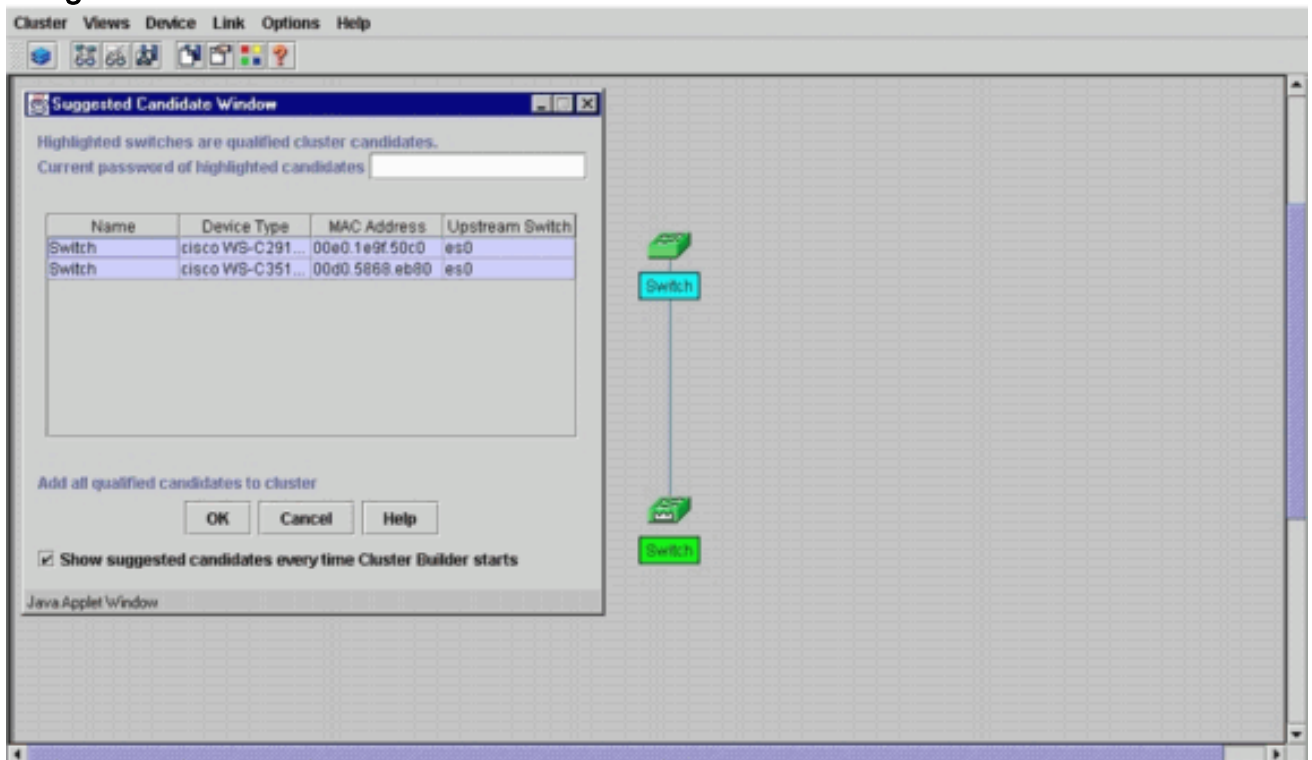 Cluster Views Device Link Options Help
Suggested Candidate Window
Highlighted switches are qualified cluster candidates.
Current password of highlighted candidates
Name Device Type MAC Address Upstream Switch
Switch cisco WS-C291... 00e0.1e9f.50c0 es0
Switch cisco WS-C351... 00d0.5868.eb80 es0
Add all qualified candidates to cluster
OK Cancel Help
Show suggested candidates every time Cluster Builder starts
Java Applet Window
Switch
Switch